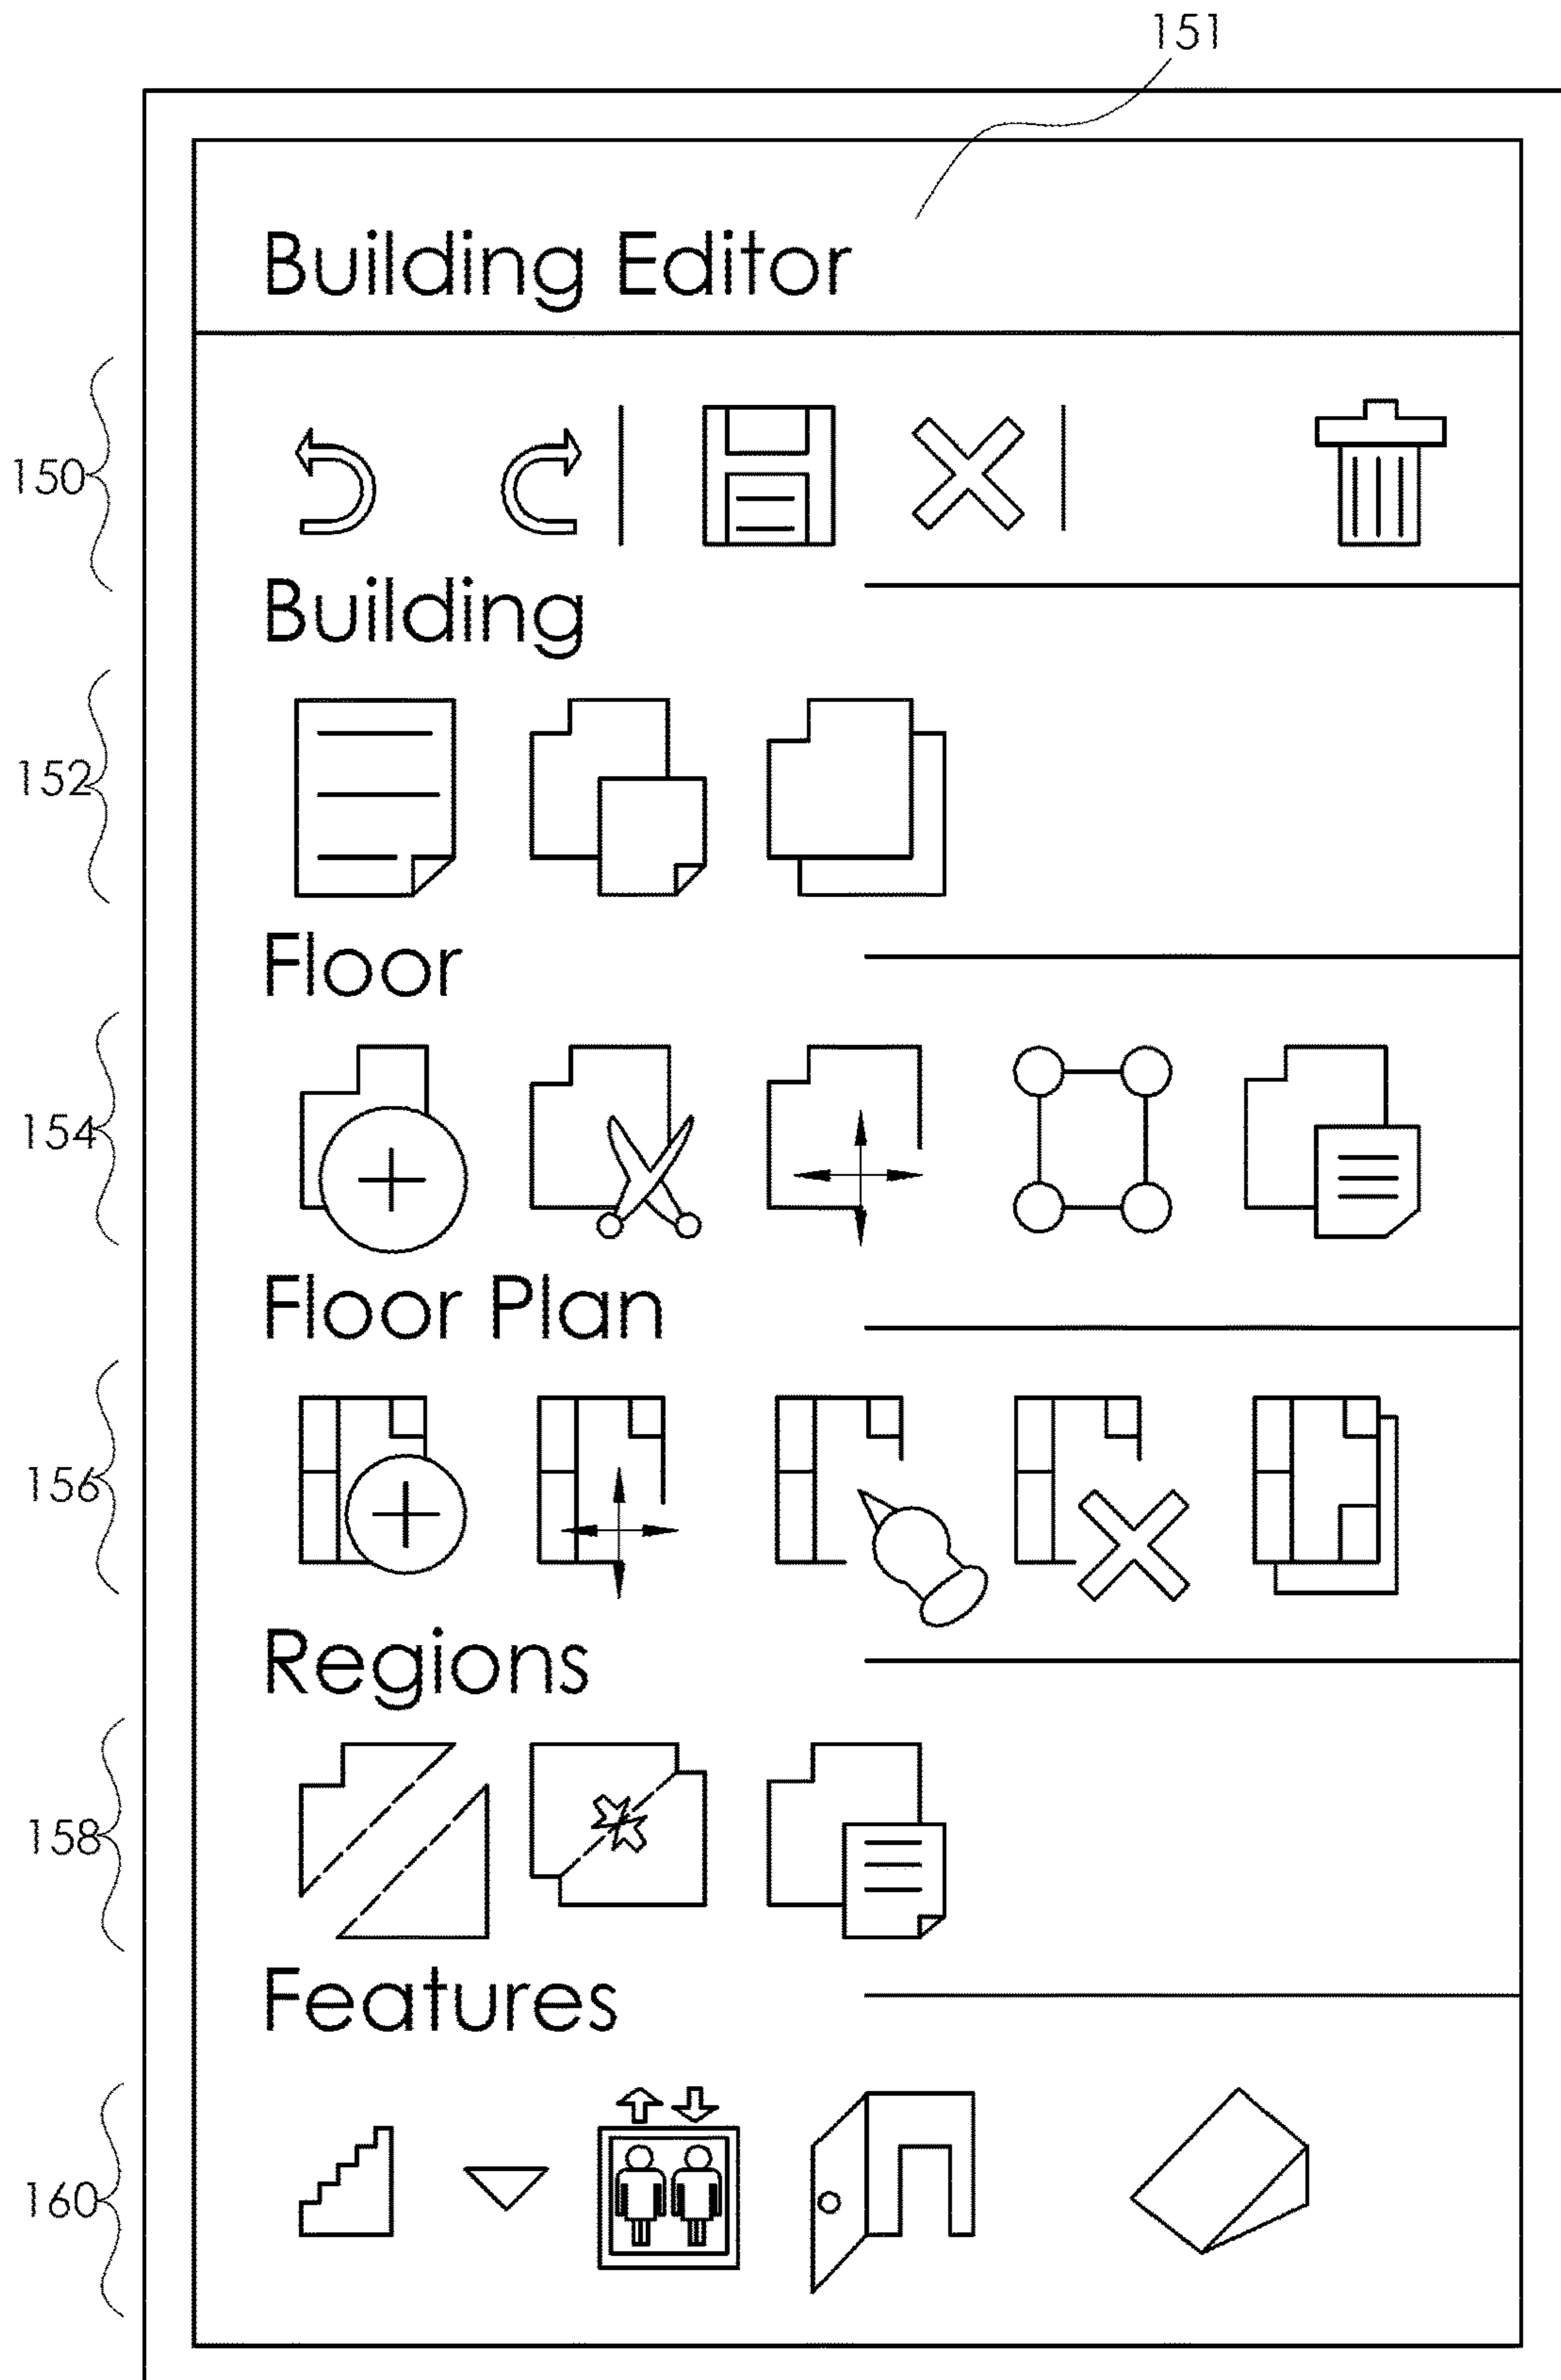 151
Building Editor
150
Building
152
Floor
154
Floor Plan
156
Regions
158
Features
160